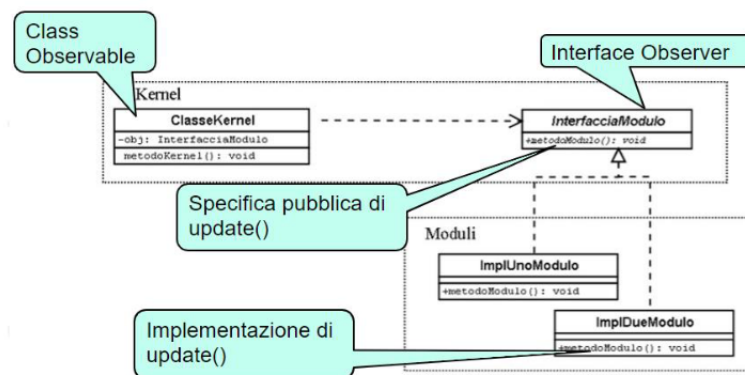 Class
Observable
Interface Observer
Kernel
ClasseKernel
-obj: InterfacciaModulo
metodoKernel(): void
InterfacciaModulo
+metodoModulo(): void
Specifica pubblica di
update()
Moduli
ImplUnoModulo
+metodoModulo(): void
ImplDueModulo
+metodoModulo(): void
Implementazione di
update()